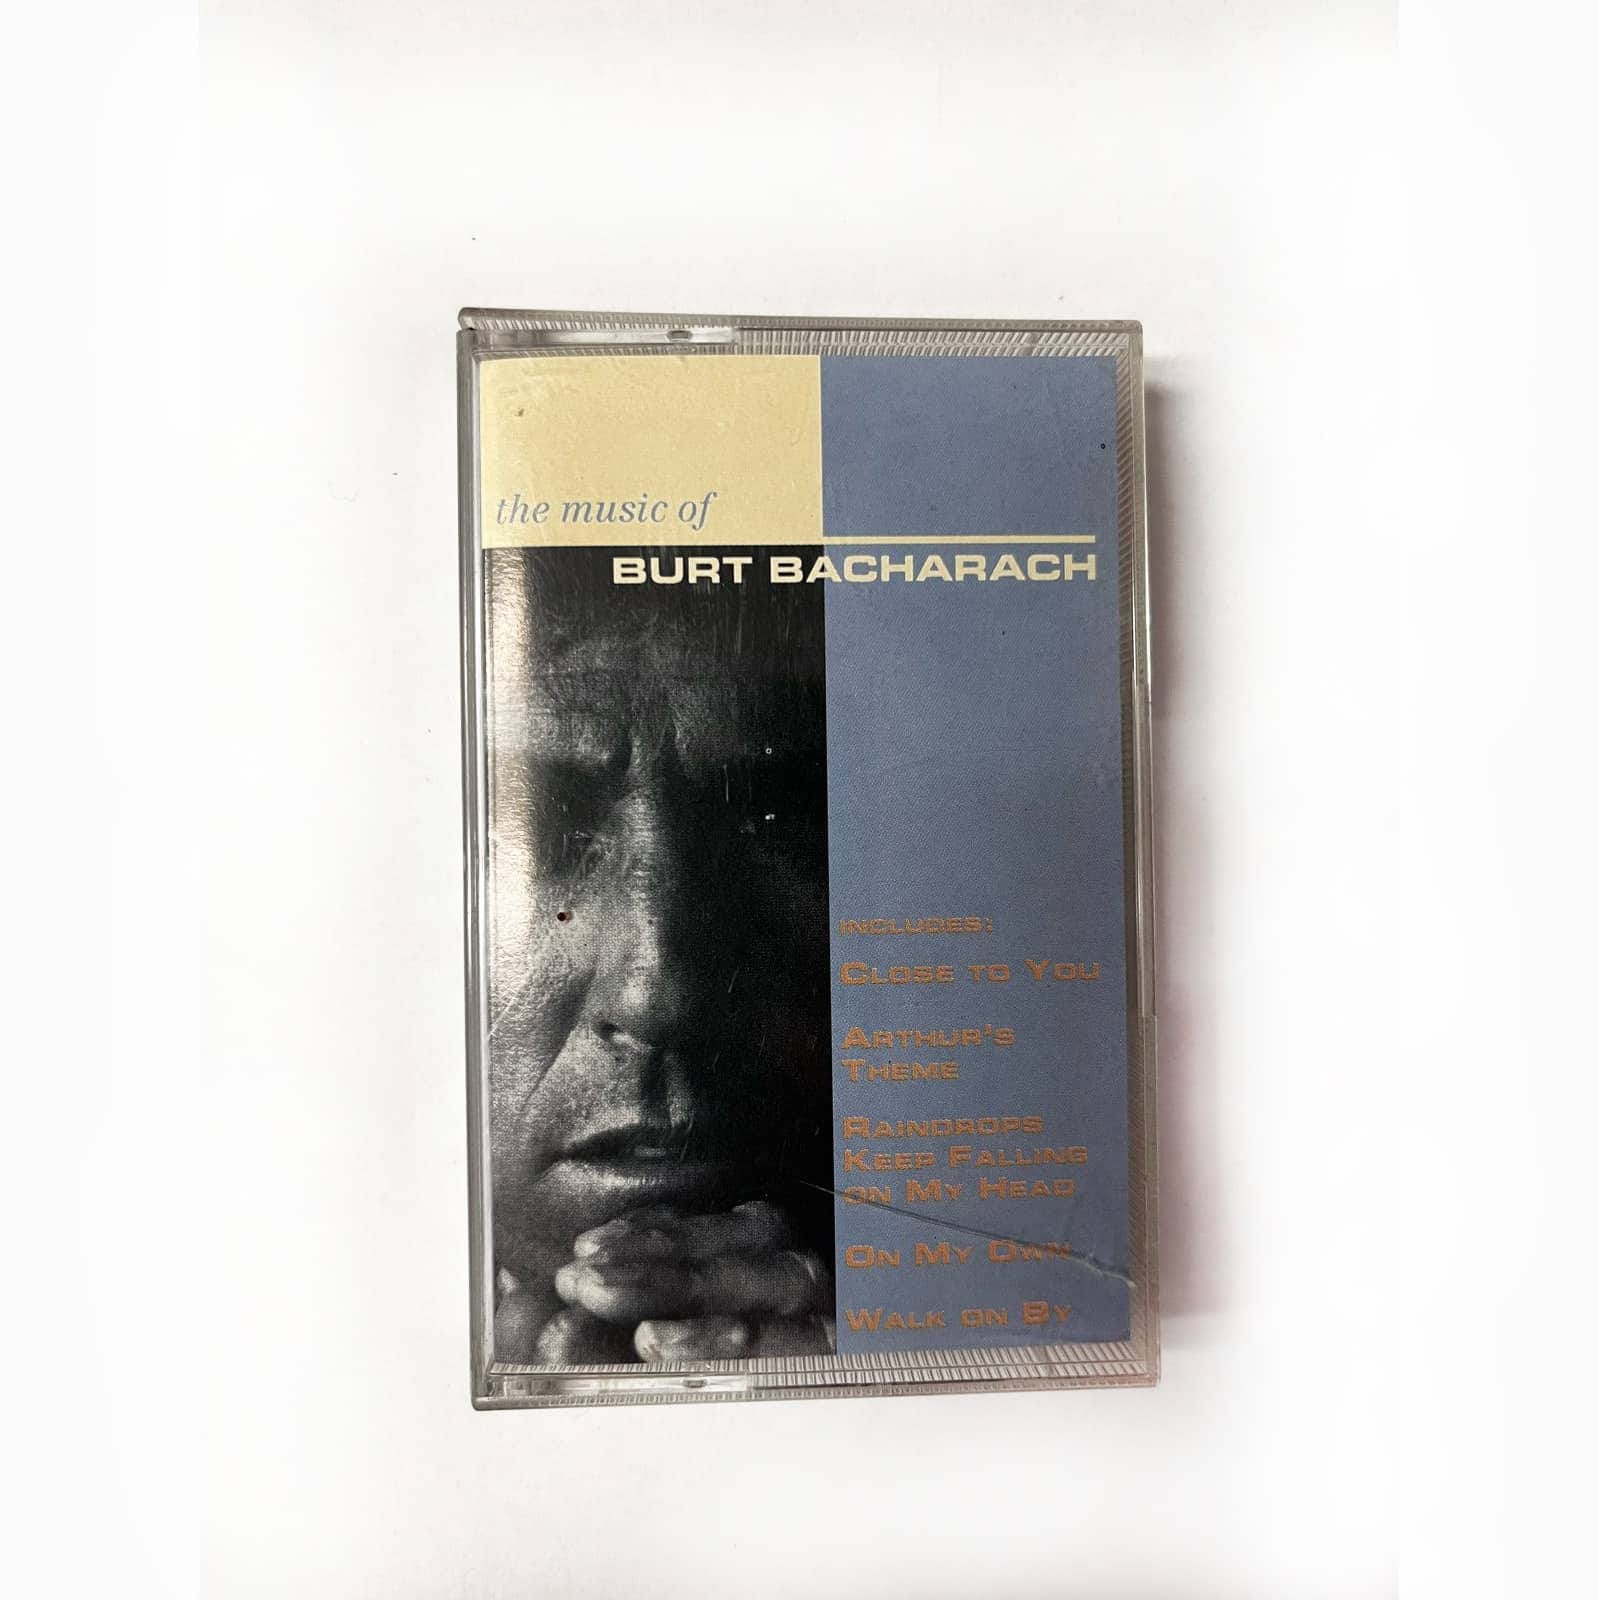 the music of
BURT BACHARACH
INCLUDES:
CLOSE TO YOU
ARTHUR'S
THEME
RAINDROPS
KEEP FALLING
ON MY HEAD
ON MY OWN
WALK ON BY